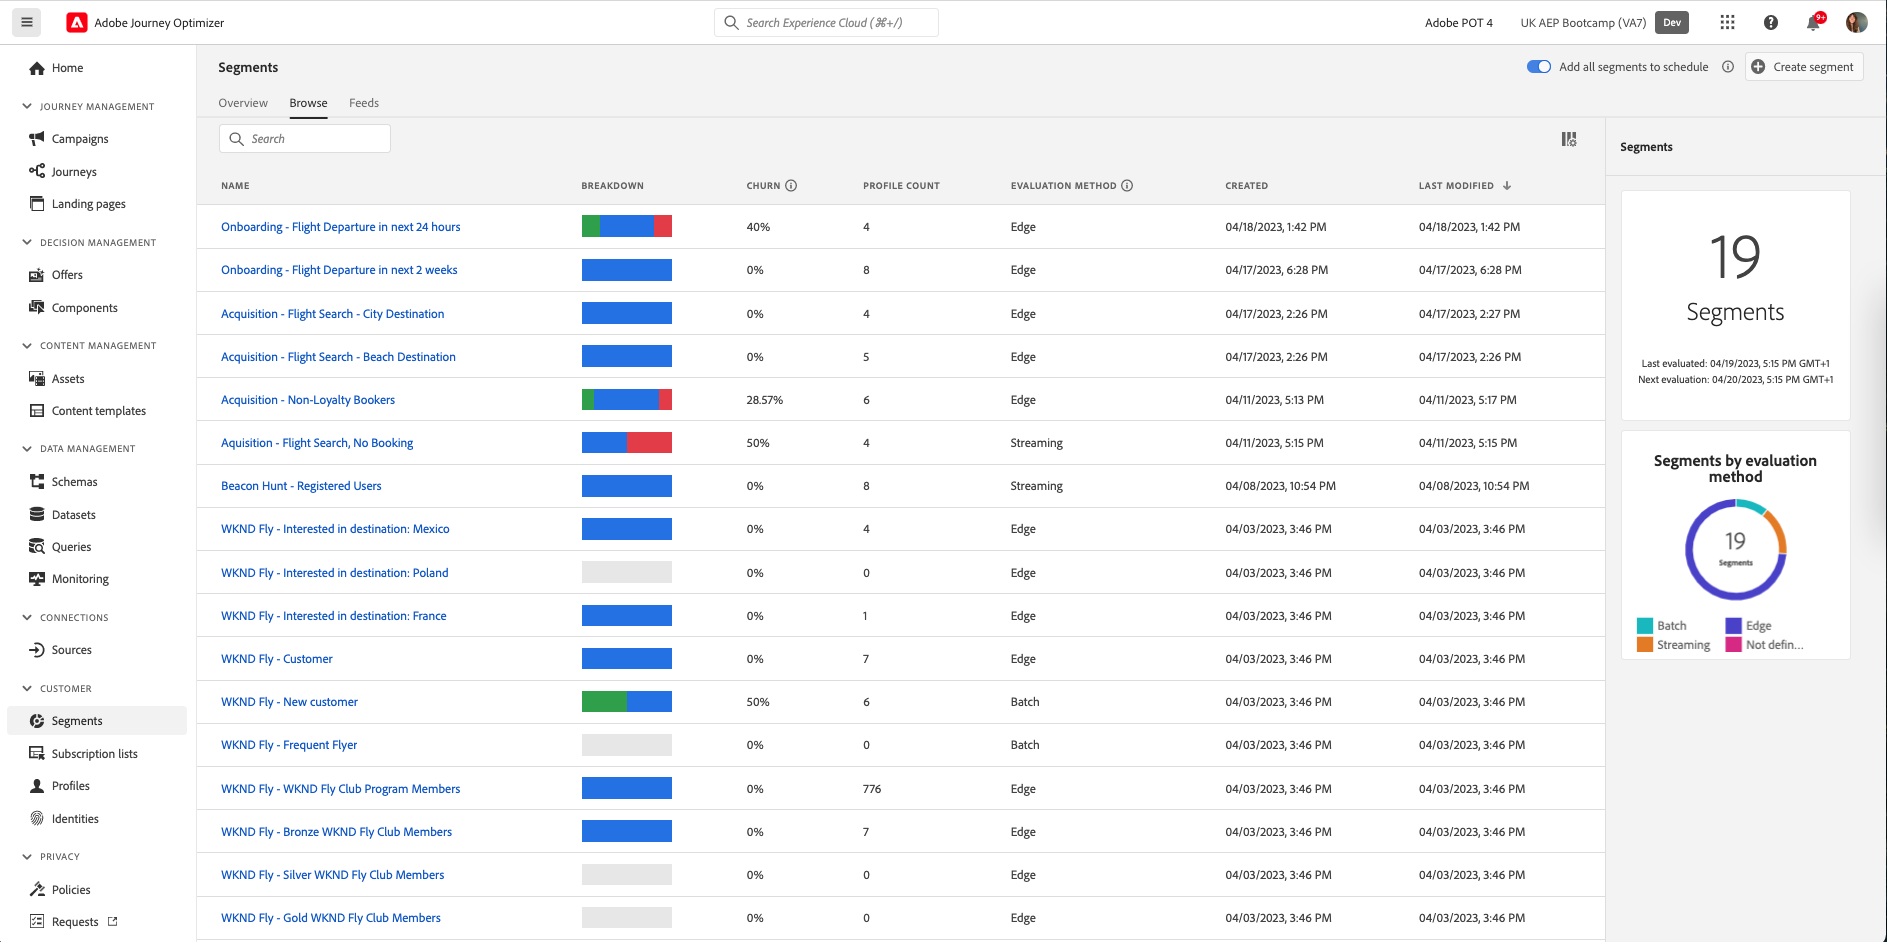 Adobe Journey Optimizer
Search Experience Cloud (⌘+/)
Adobe POT 4
UK AEP Bootcamp (VA7)
Dev
9+
Home
JOURNEY MANAGEMENT
Campaigns
Journeys
Landing pages
DECISION MANAGEMENT
Offers
Components
CONTENT MANAGEMENT
Assets
Content templates
DATA MANAGEMENT
Schemas
Datasets
Queries
Monitoring
CONNECTIONS
Sources
CUSTOMER
Segments
Subscription lists
Profiles
Identities
PRIVACY
Policies
Requests
Segments
Add all segments to schedule
Create segment
Overview Browse Feeds
Search
NAME BREAKDOWN CHURN PROFILE COUNT EVALUATION METHOD CREATED LAST MODIFIED
Onboarding - Flight Departure in next 24 hours 40% 4 Edge 04/18/2023, 1:42 PM 04/18/2023, 1:42 PM
Onboarding - Flight Departure in next 2 weeks 0% 8 Edge 04/17/2023, 6:28 PM 04/17/2023, 6:28 PM
Acquisition - Flight Search - City Destination 0% 4 Edge 04/17/2023, 2:26 PM 04/17/2023, 2:27 PM
Acquisition - Flight Search - Beach Destination 0% 5 Edge 04/17/2023, 2:26 PM 04/17/2023, 2:26 PM
Acquisition - Non-Loyalty Bookers 28.57% 6 Edge 04/11/2023, 5:13 PM 04/11/2023, 5:17 PM
Aquisition - Flight Search, No Booking 50% 4 Streaming 04/11/2023, 5:15 PM 04/11/2023, 5:15 PM
Beacon Hunt - Registered Users 0% 8 Streaming 04/08/2023, 10:54 PM 04/08/2023, 10:54 PM
WKND Fly - Interested in destination: Mexico 0% 4 Edge 04/03/2023, 3:46 PM 04/03/2023, 3:46 PM
WKND Fly - Interested in destination: Poland 0% 0 Edge 04/03/2023, 3:46 PM 04/03/2023, 3:46 PM
WKND Fly - Interested in destination: France 0% 1 Edge 04/03/2023, 3:46 PM 04/03/2023, 3:46 PM
WKND Fly - Customer 0% 7 Edge 04/03/2023, 3:46 PM 04/03/2023, 3:46 PM
WKND Fly - New customer 50% 6 Batch 04/03/2023, 3:46 PM 04/03/2023, 3:46 PM
WKND Fly - Frequent Flyer 0% 0 Batch 04/03/2023, 3:46 PM 04/03/2023, 3:46 PM
WKND Fly - WKND Fly Club Program Members 0% 776 Edge 04/03/2023, 3:46 PM 04/03/2023, 3:46 PM
WKND Fly - Bronze WKND Fly Club Members 0% 7 Edge 04/03/2023, 3:46 PM 04/03/2023, 3:46 PM
WKND Fly - Silver WKND Fly Club Members 0% 0 Edge 04/03/2023, 3:46 PM 04/03/2023, 3:46 PM
WKND Fly - Gold WKND Fly Club Members 0% 0 Edge 04/03/2023, 3:46 PM 04/03/2023, 3:46 PM
Segments
19
Segments
Last evaluated: 04/19/2023, 5:15 PM GMT+1
Next evaluation: 04/20/2023, 5:15 PM GMT+1
Segments by evaluation
method
19
Segments
Batch Edge
Streaming Not defin...